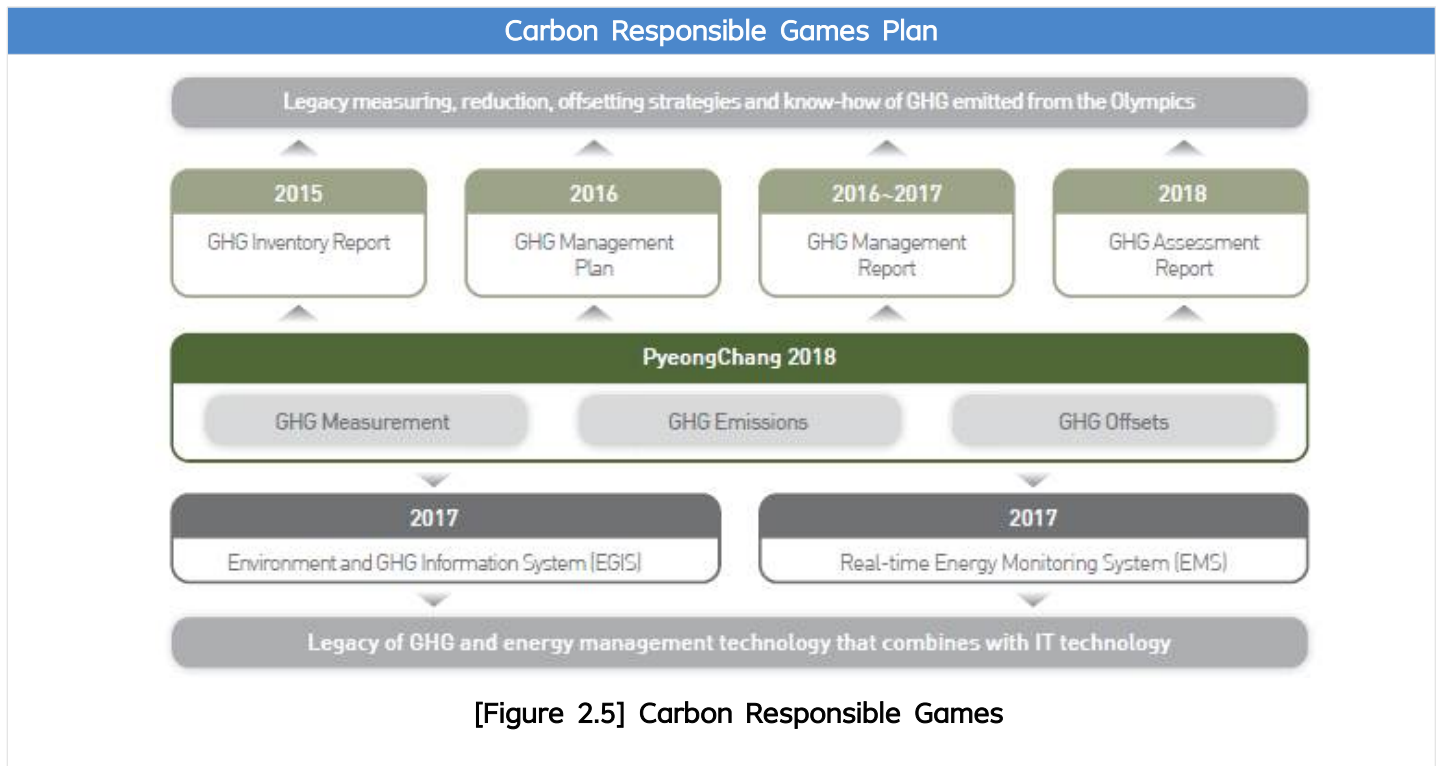 Carbon Responsible Games Plan
Legacy measuring, reduction, offsetting strategies and know-how of GHG emitted from the Olympics
2015
GHG Inventory Report
2016
GHG Management
Plan
2016~2017
GHG Management
Report
2018
GHG Assessment
Report
PyeongChang 2018
GHG Measurement
GHG Emissions
GHG Offsets
2017
Environment and GHG Information System (EGIS)
2017
Real-time Energy Monitoring System (EMS)
Legacy of GHG and energy management technology that combines with IT technology
[Figure 2.5] Carbon Responsible Games